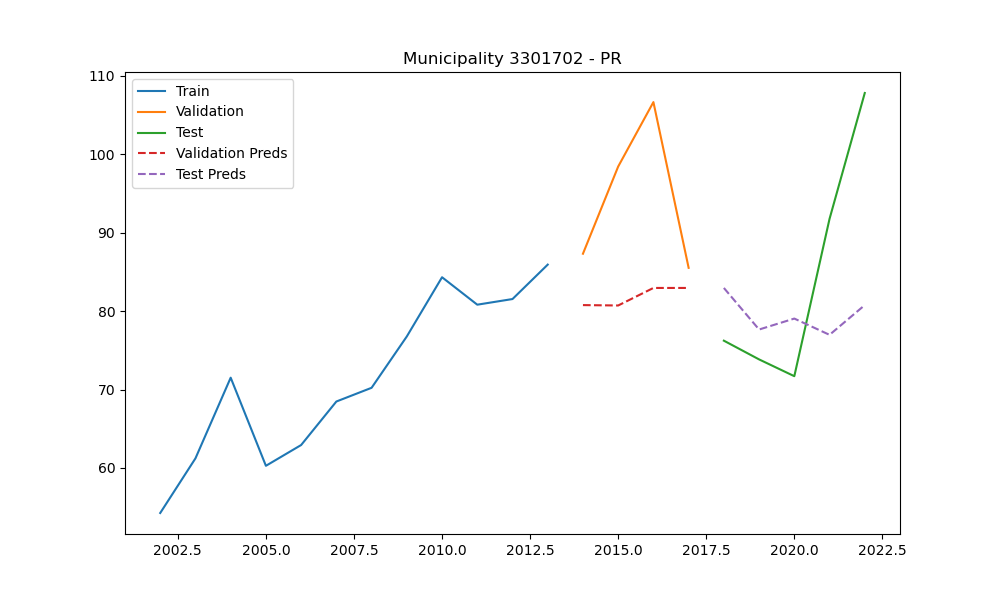 Municipality 3301702 - PR
110
100
90
80
70
60
Train
Validation
Test
Validation Preds
Test Preds
2002.5 2005.0 2007.5 2010.0 2012.5 2015.0 2017.5 2020.0 2022.5